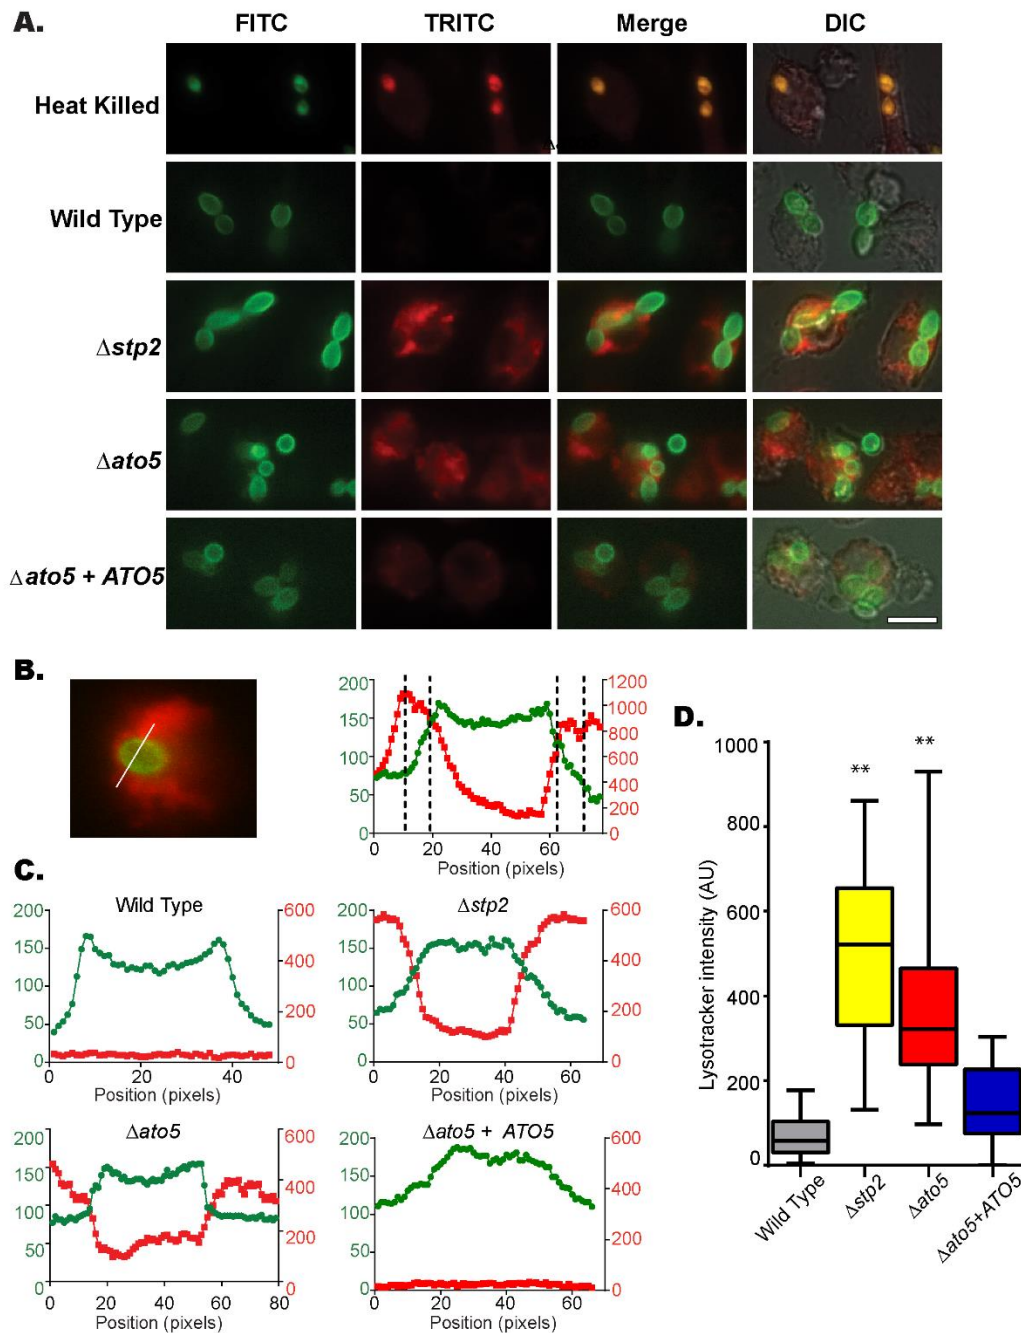 A.
FITC TRITC Merge DIC
Heat Killed
Wild Type
Δstp2
Δato5
Δato5 + ATO5
B.
200
150
100
50
0
1200
1000
800
600
400
200
0
0 20 40 60
Position (pixels)
C.
Wild Type
200
150
100
50
0
600
400
200
0
0 20 40
Position (pixels)
Δstp2
200
150
100
50
0
600
400
200
0
0 20 40 60
Position (pixels)
Δato5
200
150
100
50
0
600
400
200
0
0 20 40 60 80
Position (pixels)
Δato5 + ATO5
200
150
100
50
0
600
400
200
0
0 20 40 60
Position (pixels)
D.
Lysotracker intensity (AU)
1000
800
600
400
200
0
** **
Wild Type
Δstp2
Δato5
Δato5+ATO5